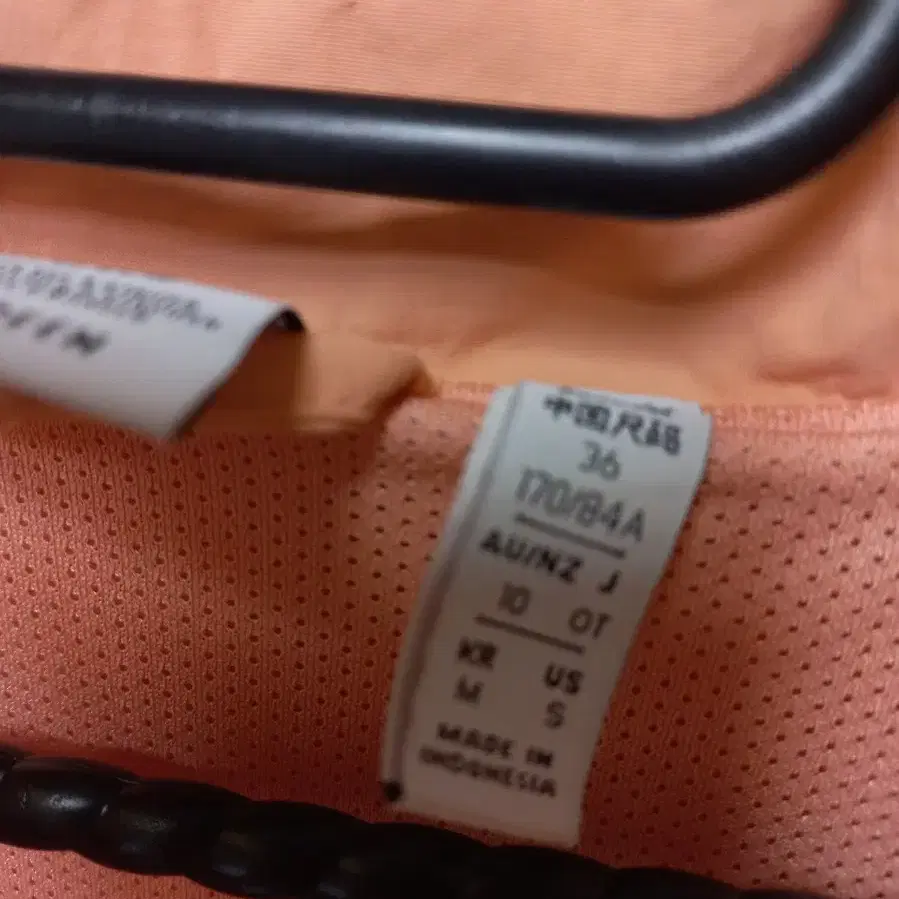 中国尺码
36
170/84A
AU/NZ J
10 OT
KR US
M S
MADE IN
INDONESIA